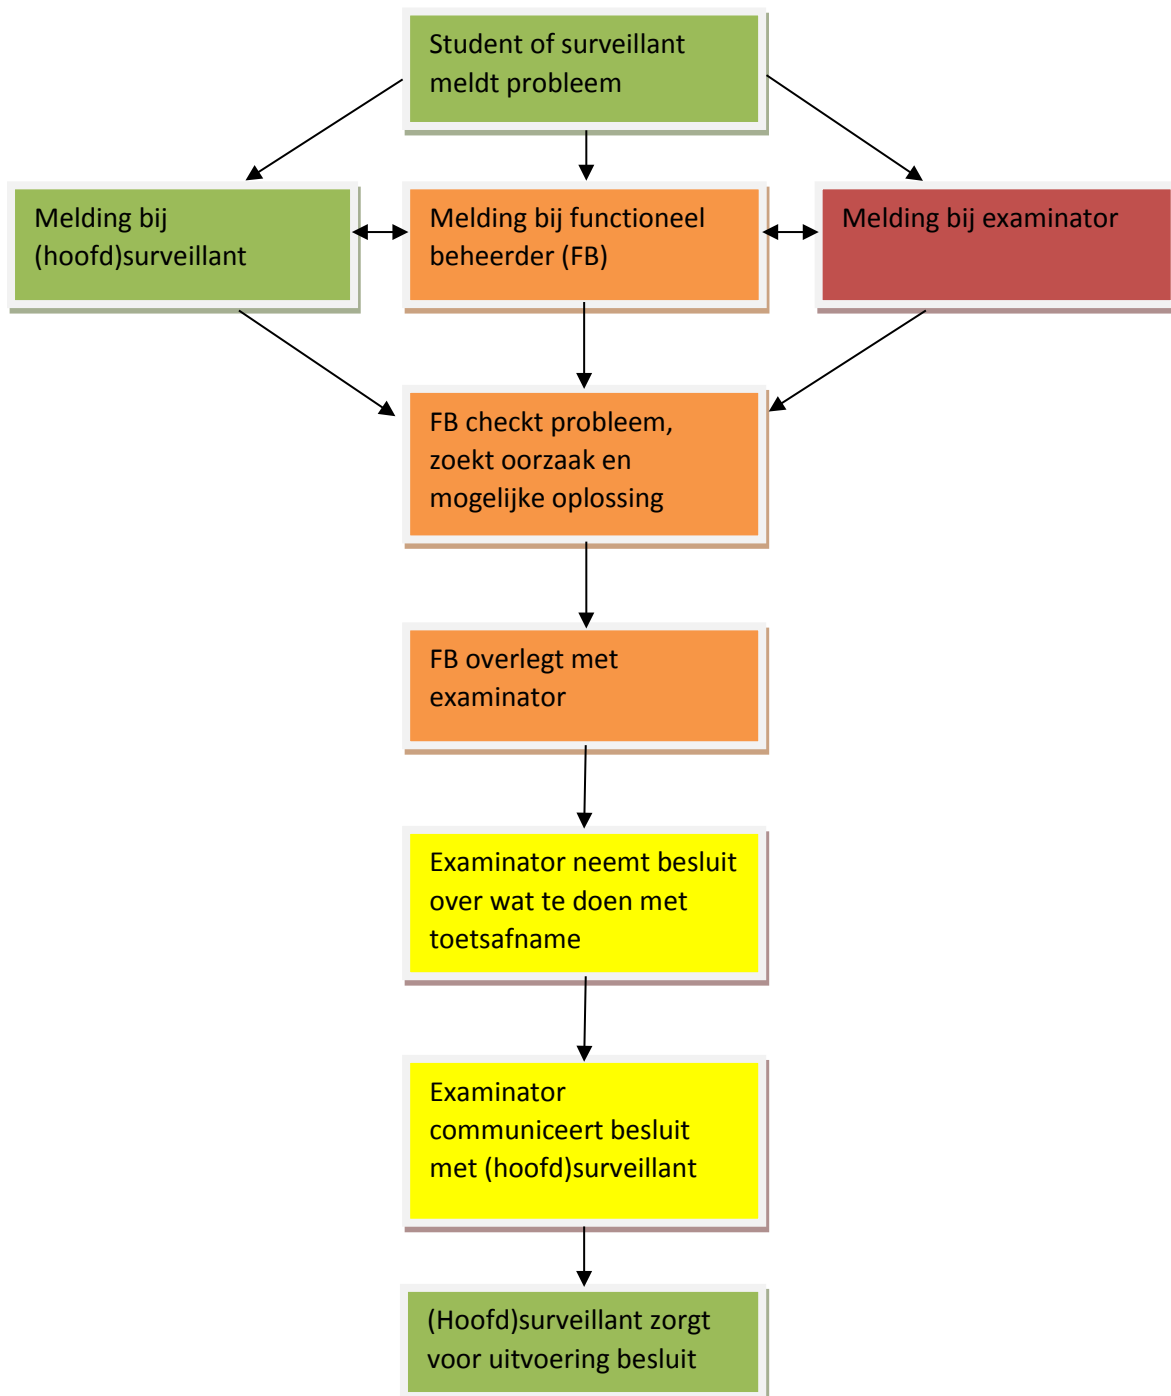 Student of surveillant
meldt probleem
Melding bij
(hoofd)surveillant
Melding bij functioneel
beheerder (FB)
Melding bij examinator
FB checkt probleem,
zoekt oorzaak en
mogelijke oplossing
FB overlegt met
examinator
Examinator neemt besluit
over wat te doen met
toetsafname
Examinator
communiceert besluit
met (hoofd)surveillant
(Hoofd)surveillant zorgt
voor uitvoering besluit